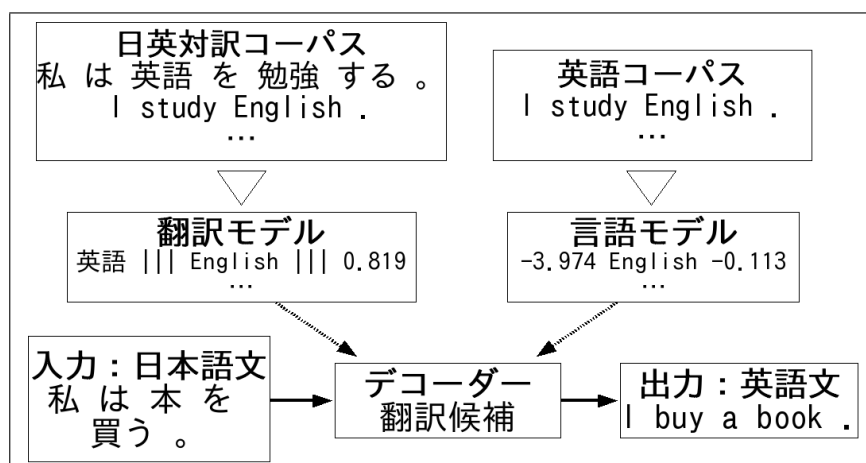 日英対訳コーパス
私 は 英語 を 勉強 する 。
I study English .
…
英語コーパス
I study English .
…
翻訳モデル
英語 ||| English ||| 0.819
…
言語モデル
-3.974 English -0.113
…
入力：日本語文
私 は 本 を
買う 。
デコーダー
翻訳候補
出力：英語文
I buy a book .